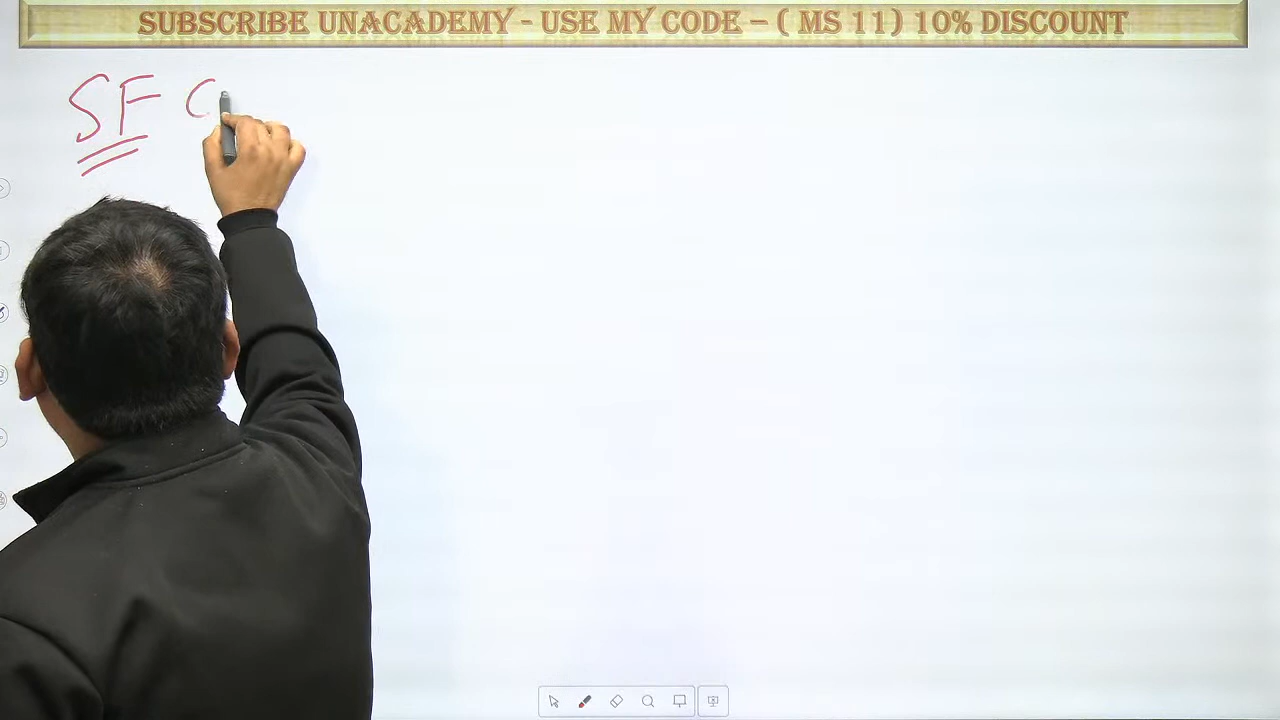 SUBSCRIBE UNACADEMY - USE MY CODE – ( MS 11) 10% DISCOUNT
SF C